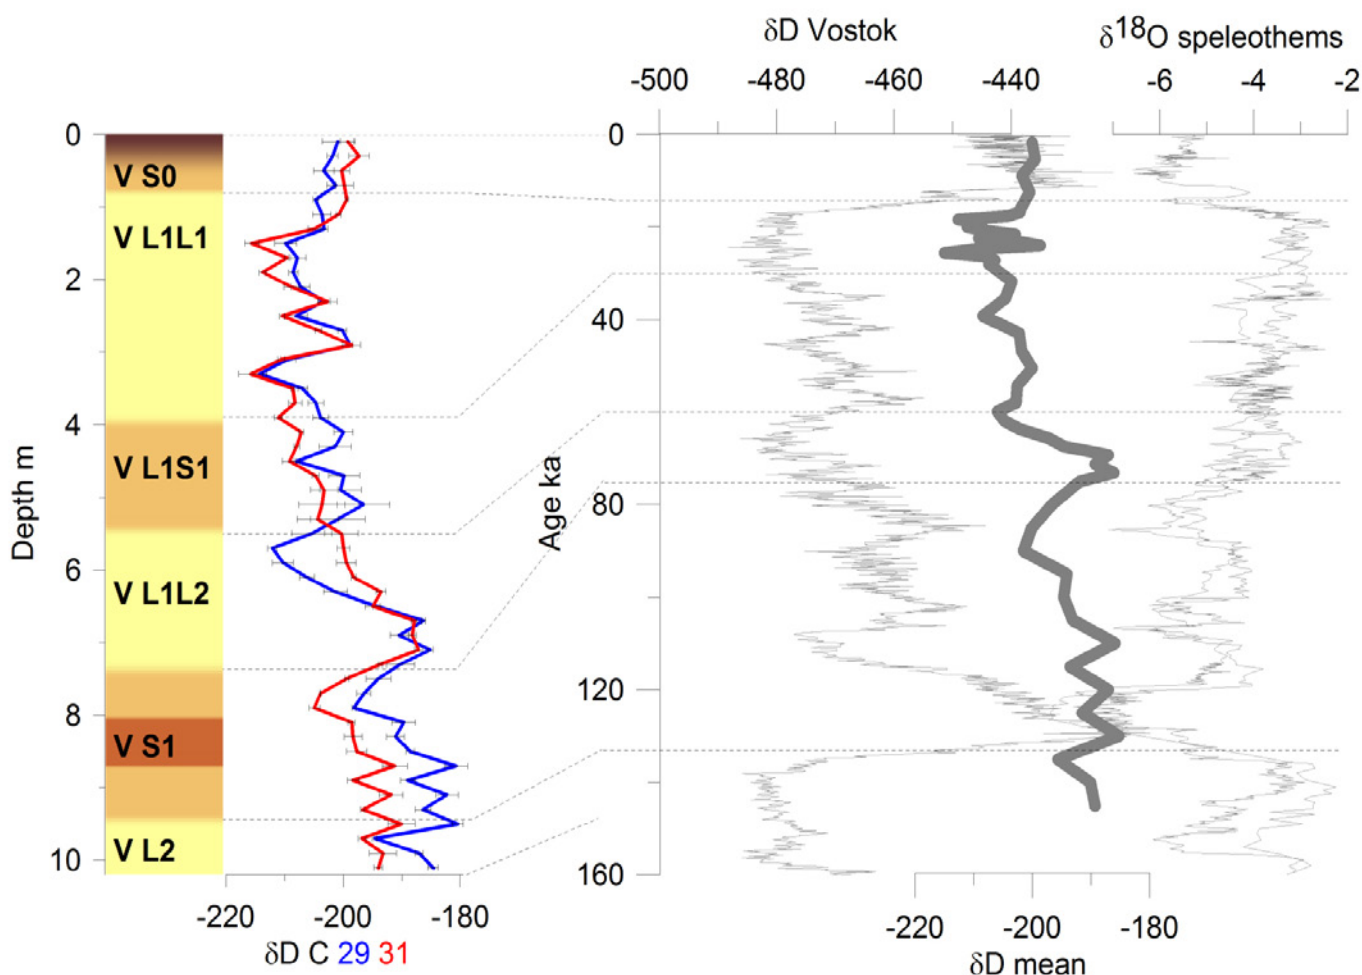 δD Vostok
δ18O speleothems
-500 -480 -460 -440 -6 -4 -2
0
2
4
6
8
10
Depth m
V S0
V L1L1
V L1S1
V L1L2
V S1
V L2
-220 -200 -180
δD C 29 31
0
40
80
120
160
Age ka
-220 -200 -180
δD mean